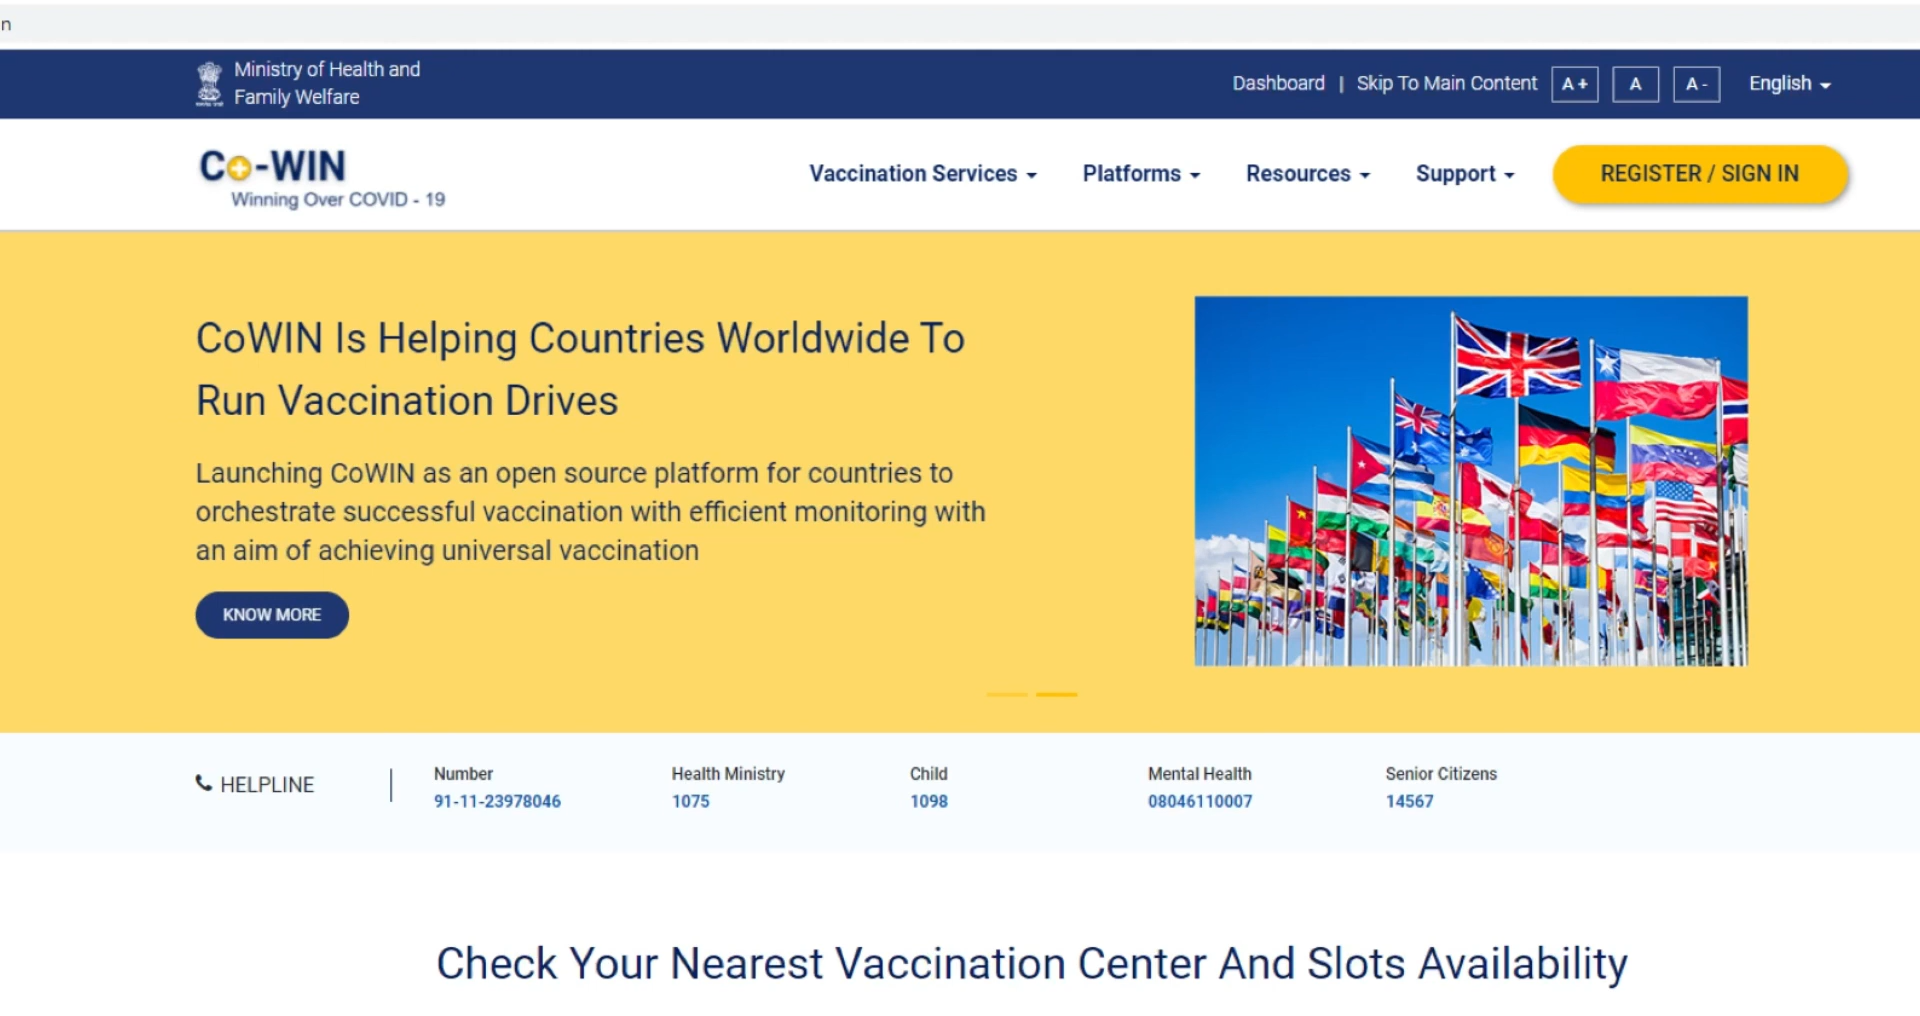 n
Ministry of Health and
Family Welfare
Dashboard | Skip To Main Content A+ A A- English
Co-WIN
Winning Over COVID - 19
Vaccination Services Platforms Resources Support REGISTER / SIGN IN
CoWIN Is Helping Countries Worldwide To
Run Vaccination Drives
Launching CoWIN as an open source platform for countries to
orchestrate successful vaccination with efficient monitoring with
an aim of achieving universal vaccination
KNOW MORE
HELPLINE
Number Health Ministry Child Mental Health Senior Citizens
91-11-23978046 1075 1098 08046110007 14567
Check Your Nearest Vaccination Center And Slots Availability